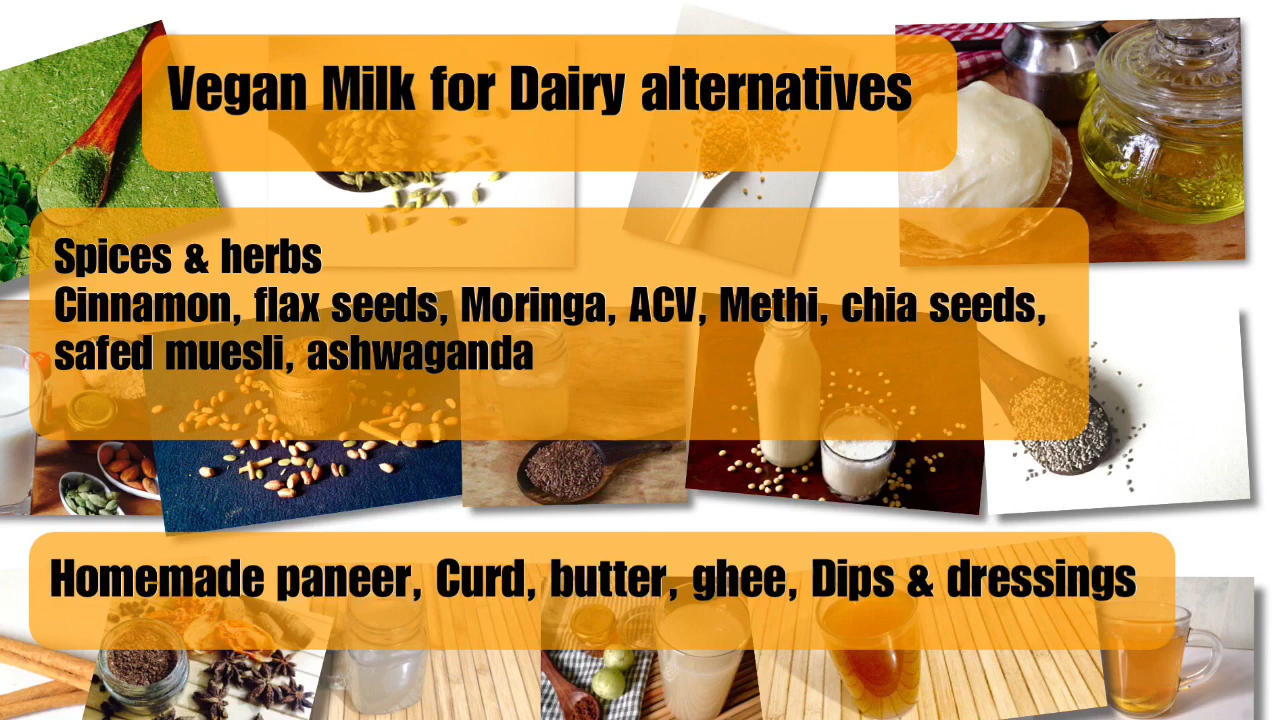 Vegan Milk for Dairy alternatives
Spices & herbs
Cinnamon, flax seeds, Moringa, ACV, Methi, chia seeds,
safed muesli, ashwaganda
Homemade paneer, Curd, butter, ghee, Dips & dressings